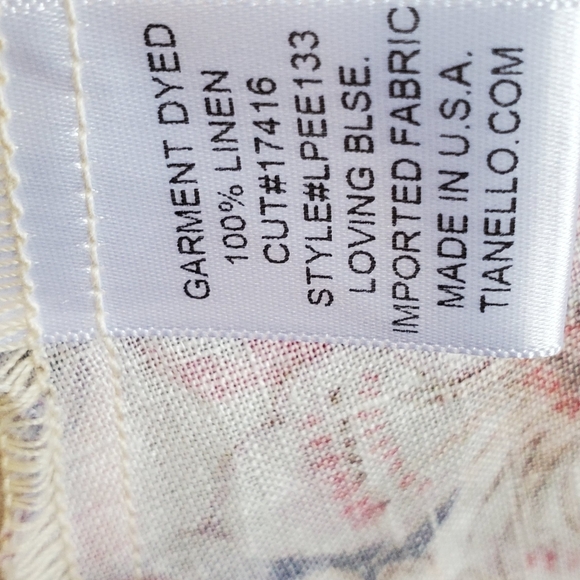 GARMENT DYED
100% LINEN
CUT#17416
STYLE#LPEE133
LOVING BLSE.
IMPORTED FABRIC
MADE IN U.S.A.
TIANELLO.COM